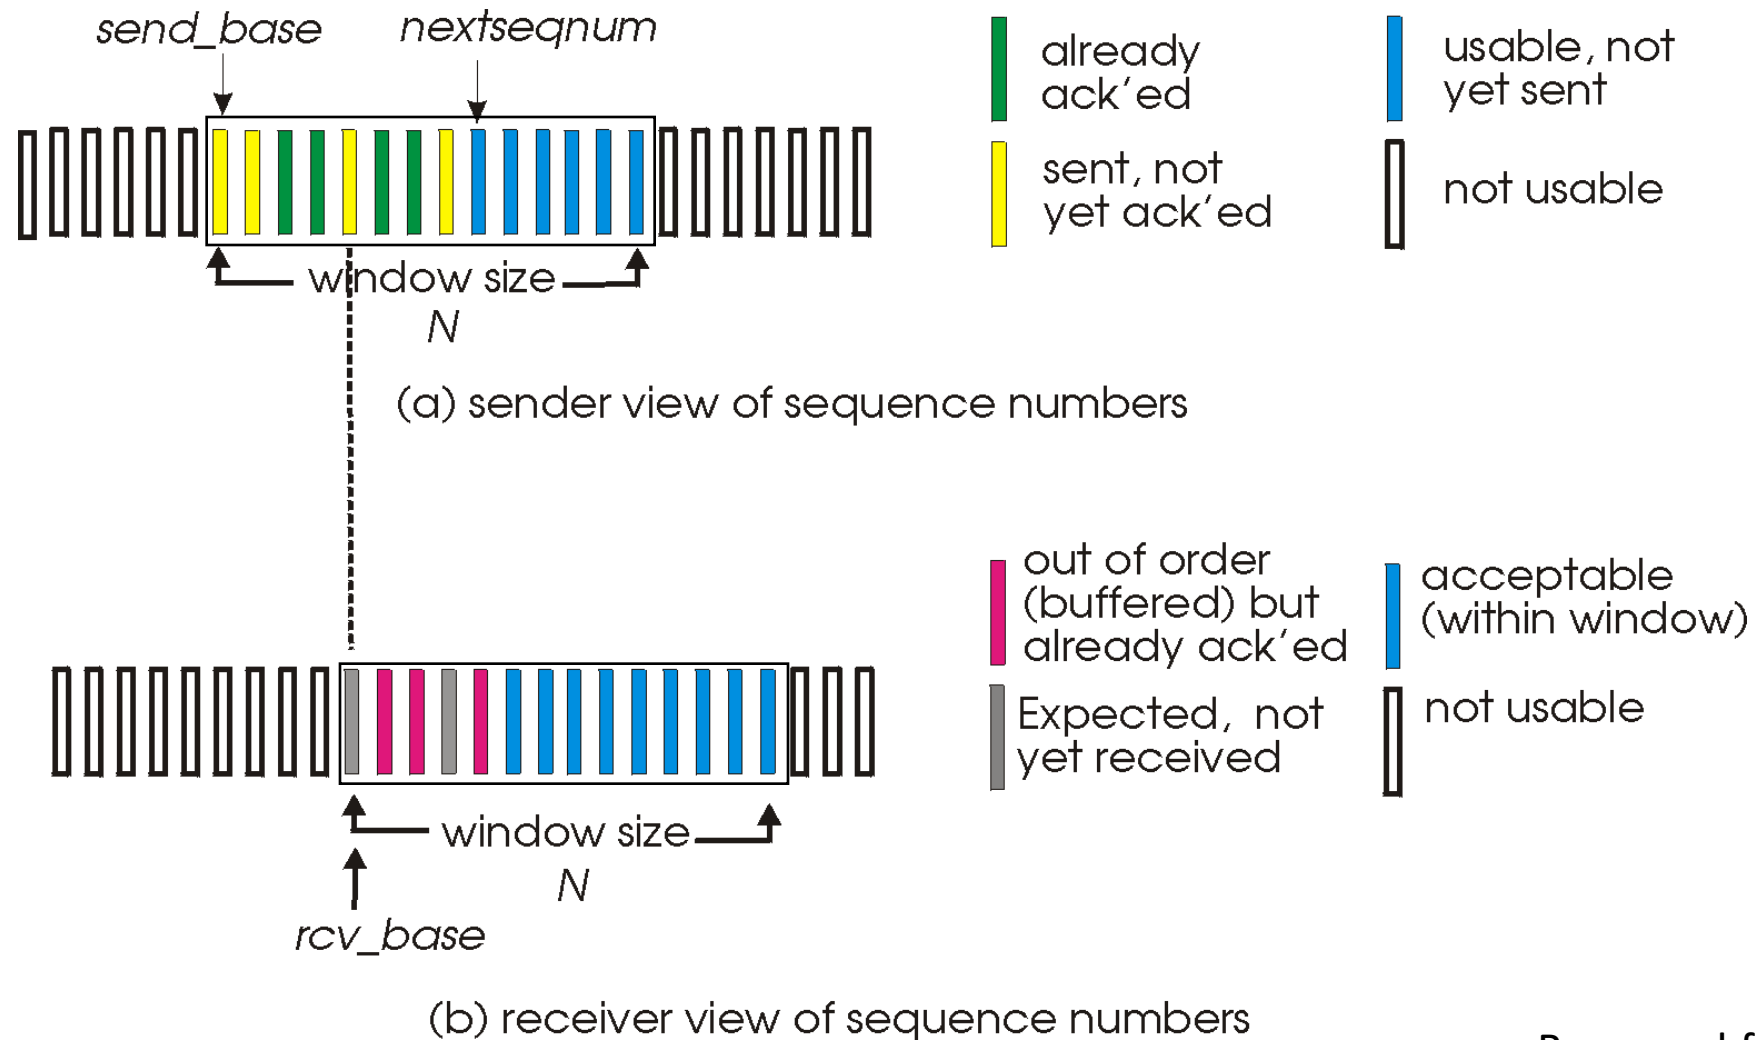 send_base
nextseqnum
already
ack'ed
usable, not
yet sent
sent, not
yet ack'ed
not usable
window size
N
(a) sender view of sequence numbers
out of order
(buffered) but
already ack'ed
acceptable
(within window)
Expected, not
yet received
not usable
window size
N
rcv_base
(b) receiver view of sequence numbers